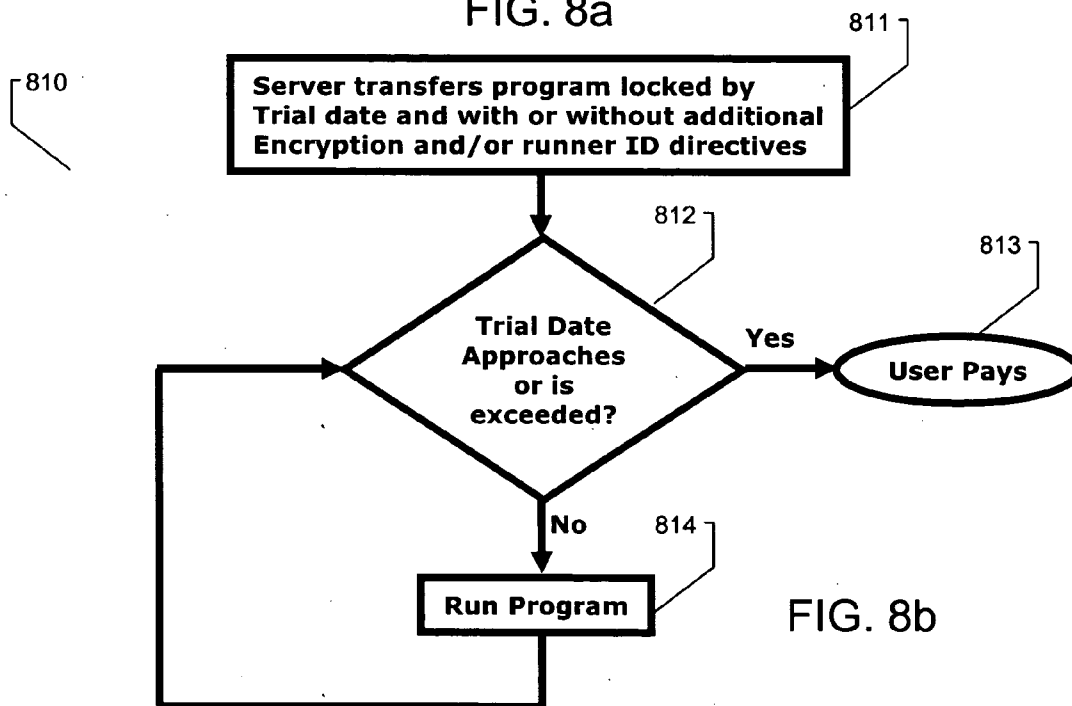 FIG. 8a
811
810
Server transfers program locked by
Trial date and with or without additional
Encryption and/or runner ID directives
812
813
Trial Date
Approaches
or is
exceeded?
Yes
User Pays
No
814
Run Program
FIG. 8b